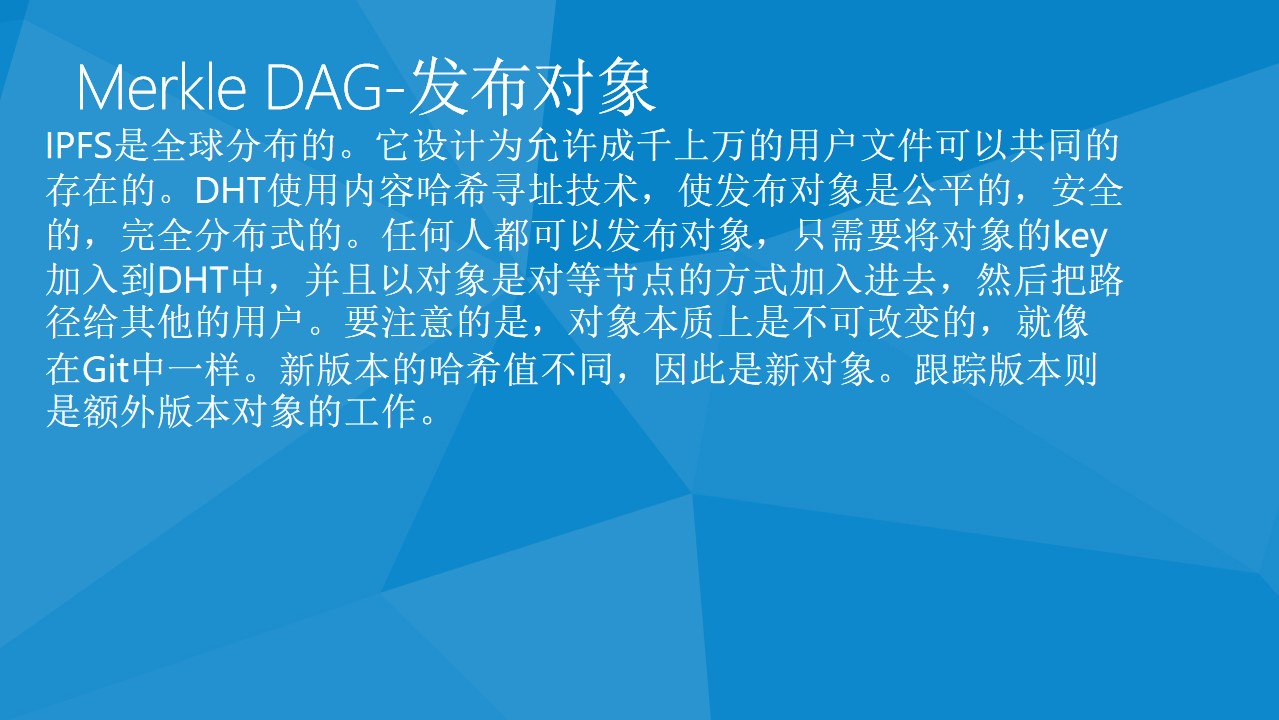 Merkle DAG-发布对象
IPFS是全球分布的。它设计为允许成千上万的用户文件可以共同的
存在的。DHT使用内容哈希寻址技术，使发布对象是公平的，安全
的，完全分布式的。任何人都可以发布对象，只需要将对象的key
加入到DHT中，并且以对象是对等节点的方式加入进去，然后把路
径给其他的用户。要注意的是，对象本质上是不可改变的，就像
在Git中一样。新版本的哈希值不同，因此是新对象。跟踪版本则
是额外版本对象的工作。